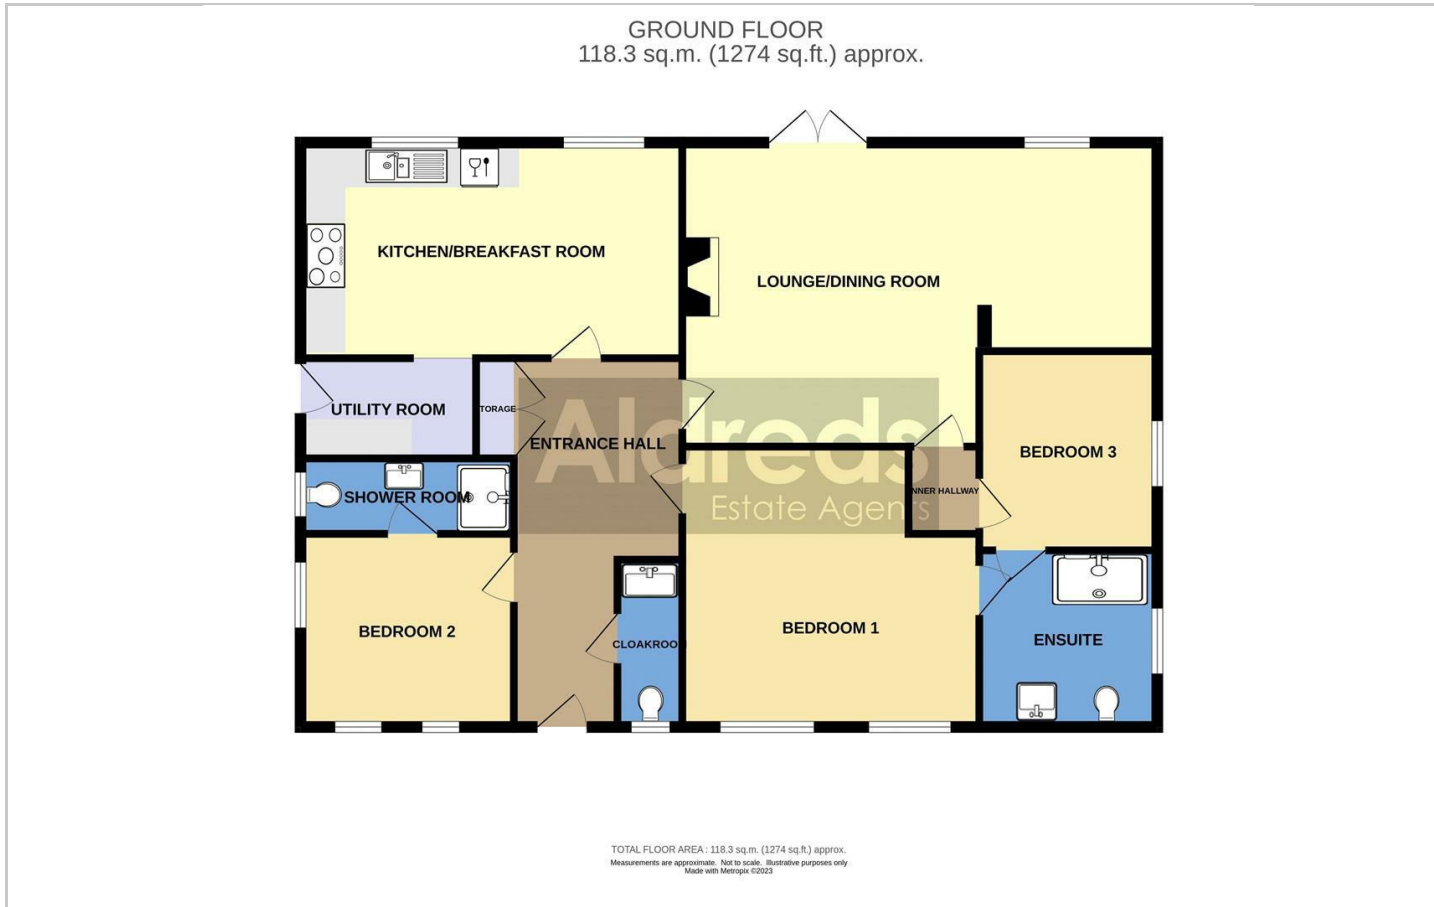 GROUND FLOOR
118.3 sq.m. (1274 sq.ft.) approx.
KITCHEN/BREAKFAST ROOM
LOUNGE/DINING ROOM
UTILITY ROOM
TORAGE
ENTRANCE HALL
Aldreds
Estate Agents
BEDROOM 3
NNER HALLWAY
SHOWER ROOM
BEDROOM 2
BEDROOM 1
CLOAKROOM
ENSUITE
TOTAL FLOOR AREA : 118.3 sq.m. (1274 sq.ft.) approx.
Measurements are approximate. Not to scale. Illustrative purposes only
Made with Metropix ©2023